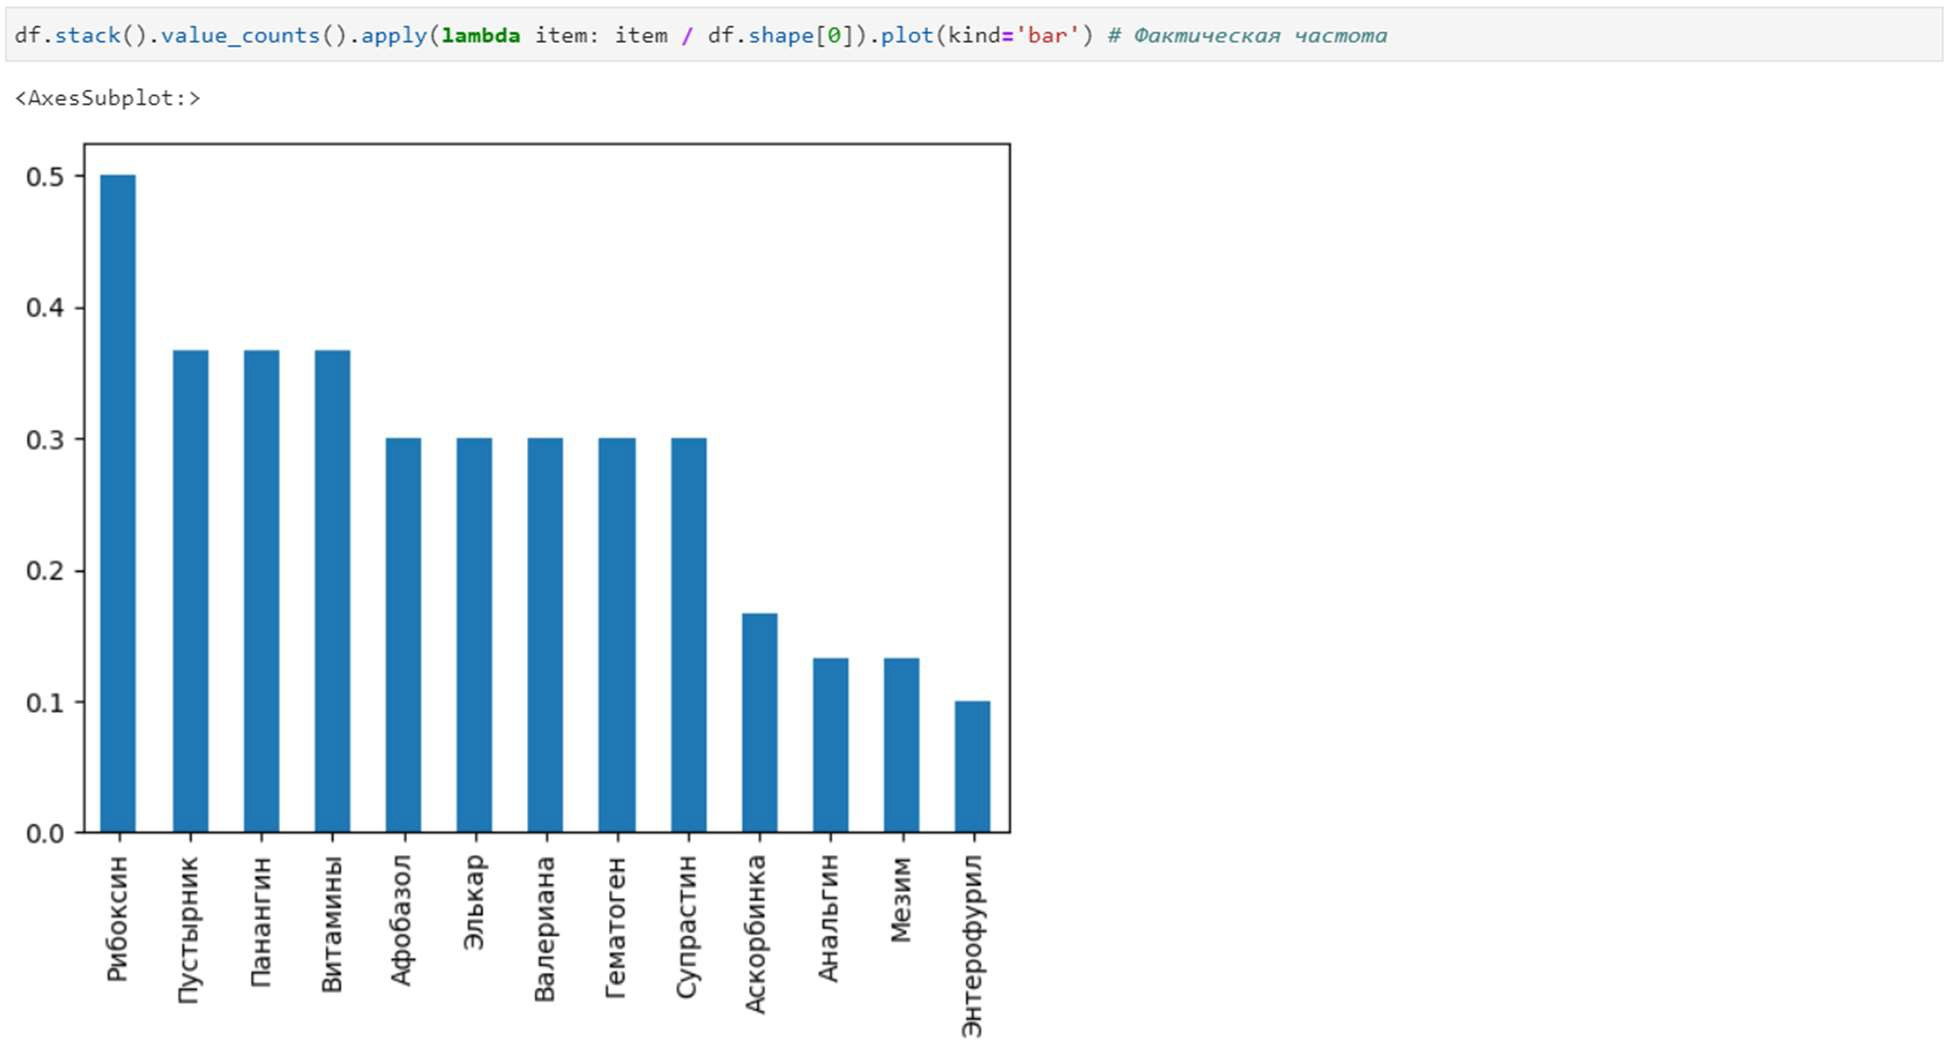 df.stack().value_counts().apply(lambda item: item / df.shape[0]).plot(kind='bar') # Фактическая частота
<AxesSubplot:>
0.5
0.4
0.3
0.2
0.1
0.0
Рибоксин
Пустырник
Панангин
Витамины
Афобазол
Элькар
Валериана
Гематоген
Супрастин
Аскорбинка
Анальгин
Мезим
Энтерофурил